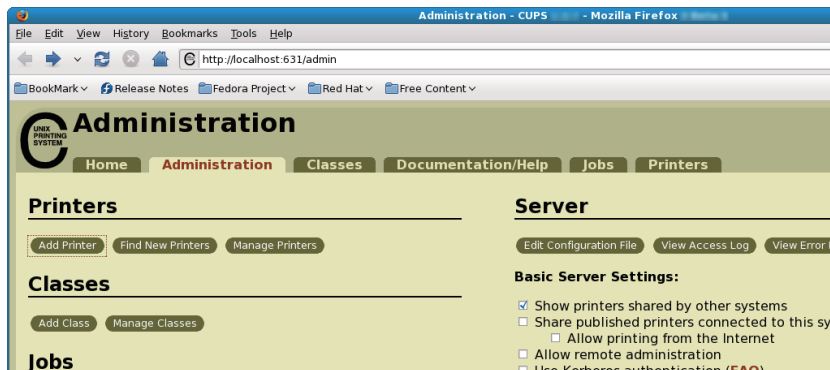 Administration - CUPS - Mozilla Firefox
File Edit View History Bookmarks Tools Help
http://localhost:631/admin
BookMark Release Notes Fedora Project Red Hat Free Content
UNIX PRINTING SYSTEM
Administration
Home Administration Classes Documentation/Help Jobs Printers
Printers
Add Printer Find New Printers Manage Printers
Classes
Add Class Manage Classes
Jobs
Server
Edit Configuration File View Access Log View Error
Basic Server Settings:
Show printers shared by other systems
Share published printers connected to this sy
Allow printing from the Internet
Allow remote administration
Use Kerberos authentication (FAQ)